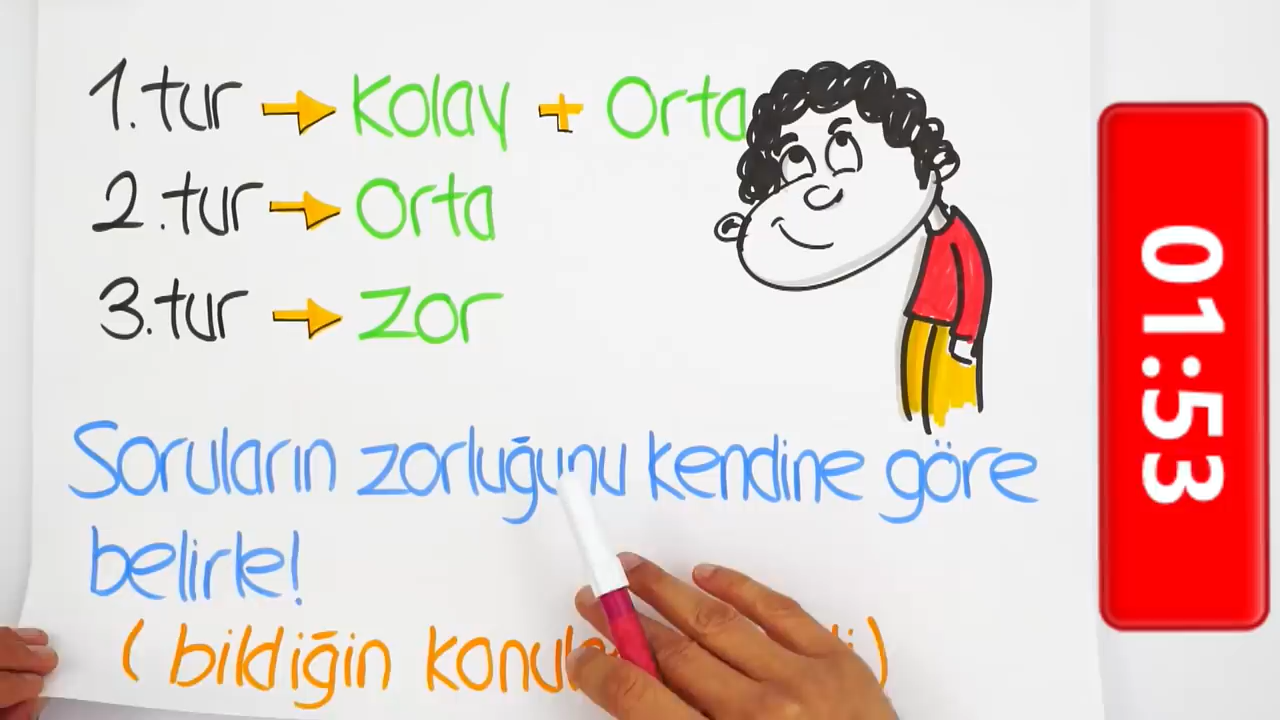 1.tur → Kolay + Orta
2.tur → Orta
3.tur → Zor
Soruların zorluğunu kendine göre
belirle!
( bildiğin )
01:53